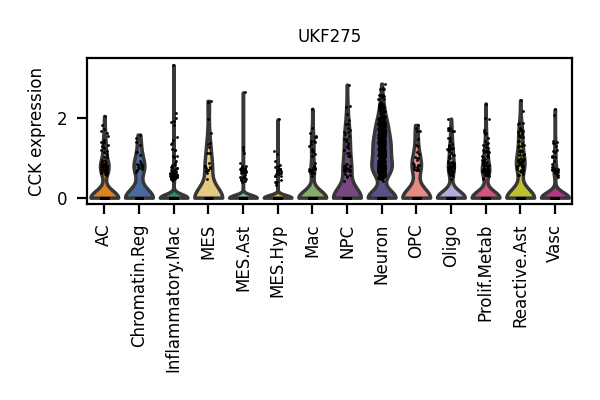 UKF275
CCK expression
2
0
AC
Chromatin.Reg
Inflammatory.Mac
MES
MES.Ast
MES.Hyp
Mac
NPC
Neuron
OPC
Oligo
Prolif.Metab
Reactive.Ast
Vasc